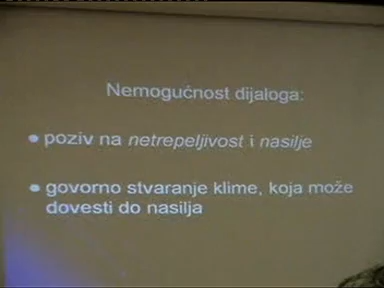 Nemogućnost dijaloga:
• poziv na netrepeljivost i nasilje
• govorno stvaranje klime, koja može
dovesti do nasilja